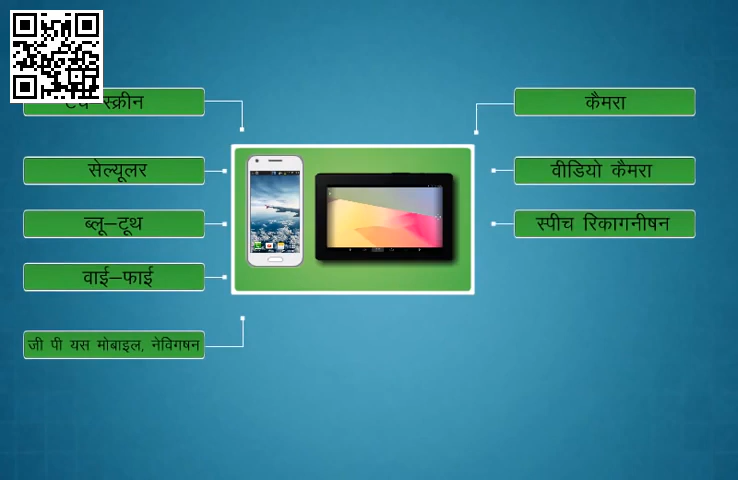 स्क्रीन
सेल्यूलर
ब्लू–टूथ
वाई–फाई
जी पी यस मोबाइल, नेविगषन
कैमरा
वीडियो कैमरा
स्पीच रिकागनीषन